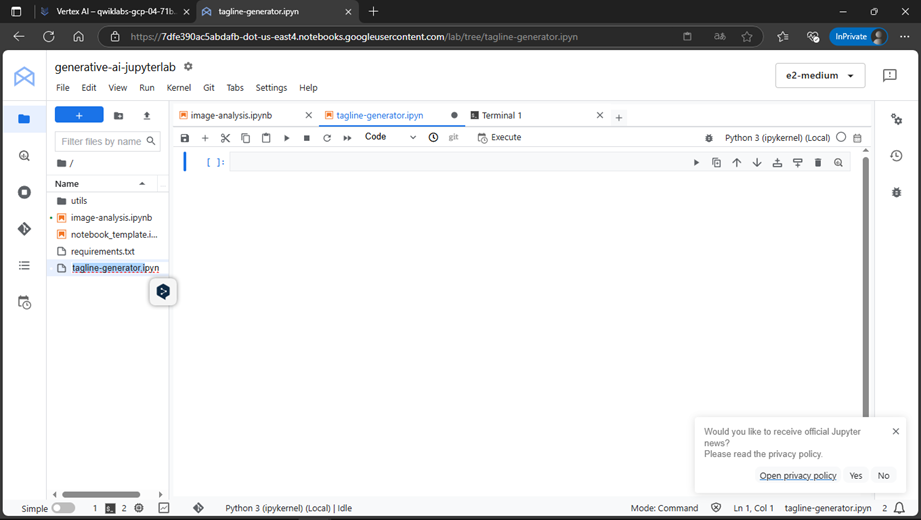 Vertex AI – qwiklabs-gcp-04-71b
tagline-generator.ipyn
https://7dfe390ac5abdafb-dot-us-east4.notebooks.googleusercontent.com/lab/tree/tagline-generator.ipyn
InPrivate
generative-ai-jupyterlab
e2-medium
File Edit View Run Kernel Git Tabs Settings Help
image-analysis.ipynb
tagline-generator.ipyn
Terminal 1
Filter files by name
Code
git
Execute
Python 3 (ipykernel) (Local)
/
[ ]:
Name
utils
image-analysis.ipynb
notebook_template.i...
requirements.txt
tagline-generator.ipyn
Would you like to receive official Jupyter
news?
Please read the privacy policy.
Open privacy policy Yes No
Simple 1 2 Python 3 (ipykernel) (Local) | Idle Mode: Command Ln 1, Col 1 tagline-generator.ipyn 2